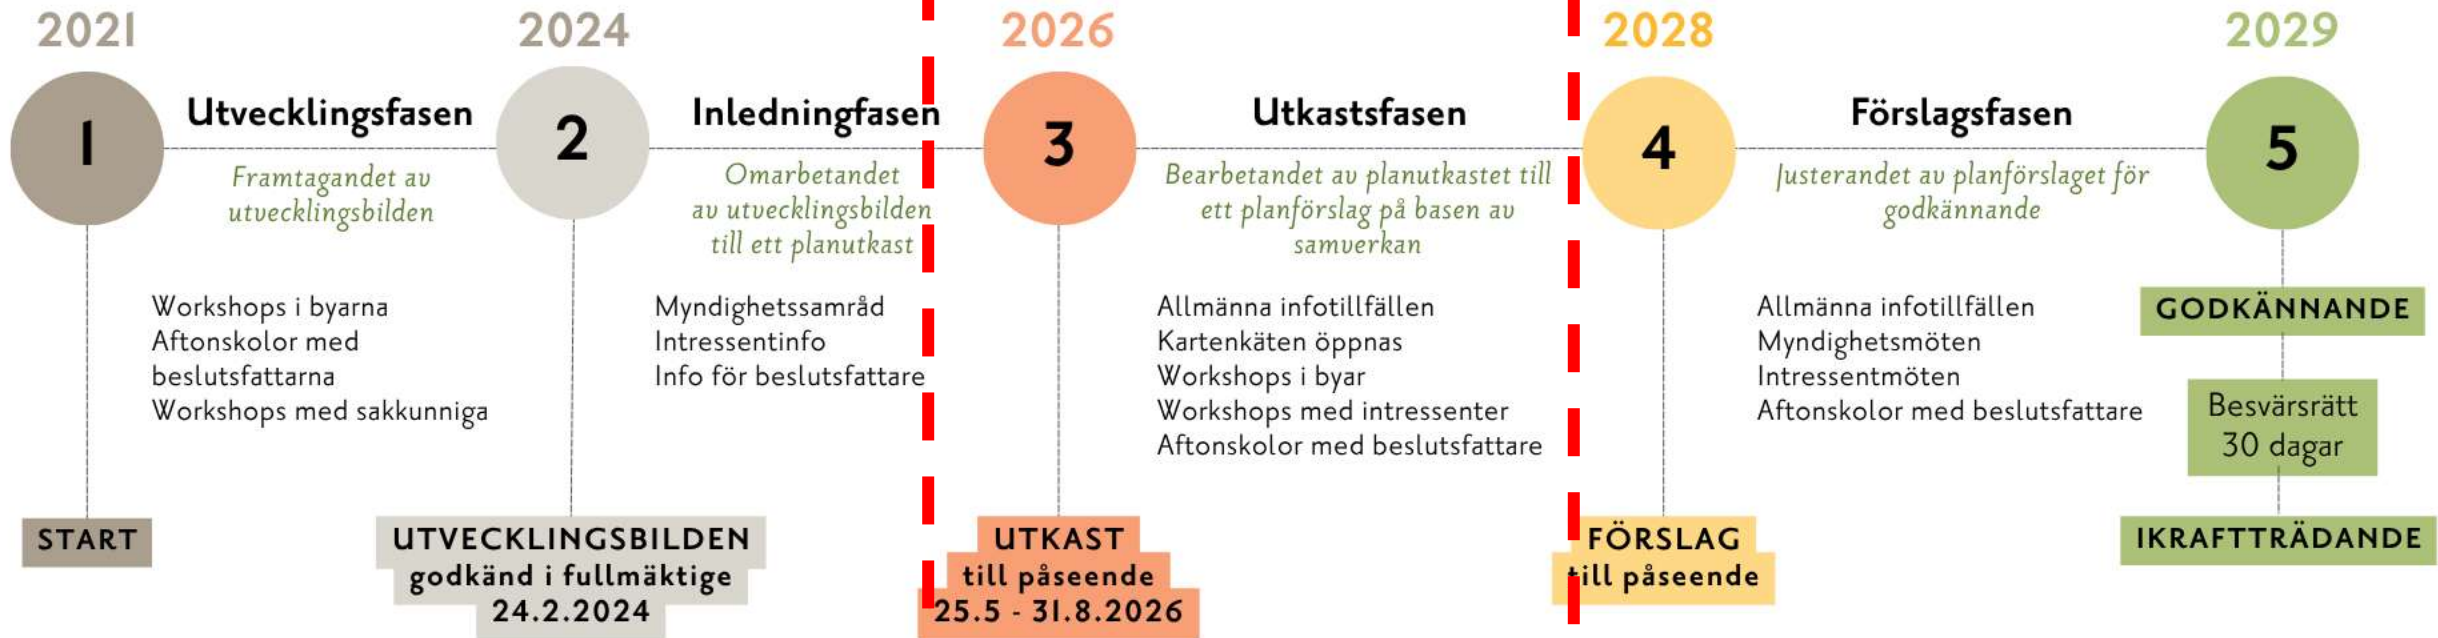 2021
2024
2026
2028
2029
1
Utvecklingsfasen
2
Inledningfasen
3
Utkastsfasen
4
Förslagsfasen
5
Framtagandet av
utvecklingsbilden
Omarbetandet
av utvecklingsbilden
till ett planutkast
Bearbetandet av planutkastet till
ett planförslag på basen av
samverkan
Justerandet av planförslaget för
godkännande
Workshops i byarna
Aftonskolor med
beslutsfattarna
Workshops med sakkunniga
Myndighetssamråd
Intressentinfo
Info för beslutsfattare
Allmänna infotillfällen
Kartenkäten öppnas
Workshops i byar
Workshops med intressenter
Aftonskolor med beslutsfattare
Allmänna infotillfällen
Myndighetsmöten
Intressentmöten
Aftonskolor med beslutsfattare
GODKÄNNANDE
Besvärsrätt
30 dagar
START
UTVECKLINGSBILDEN
godkänd i fullmäktige
24.2.2024
UTKAST
till påseende
25.5 - 31.8.2026
FÖRSLAG
till påseende
IKRAFTTRÄDANDE